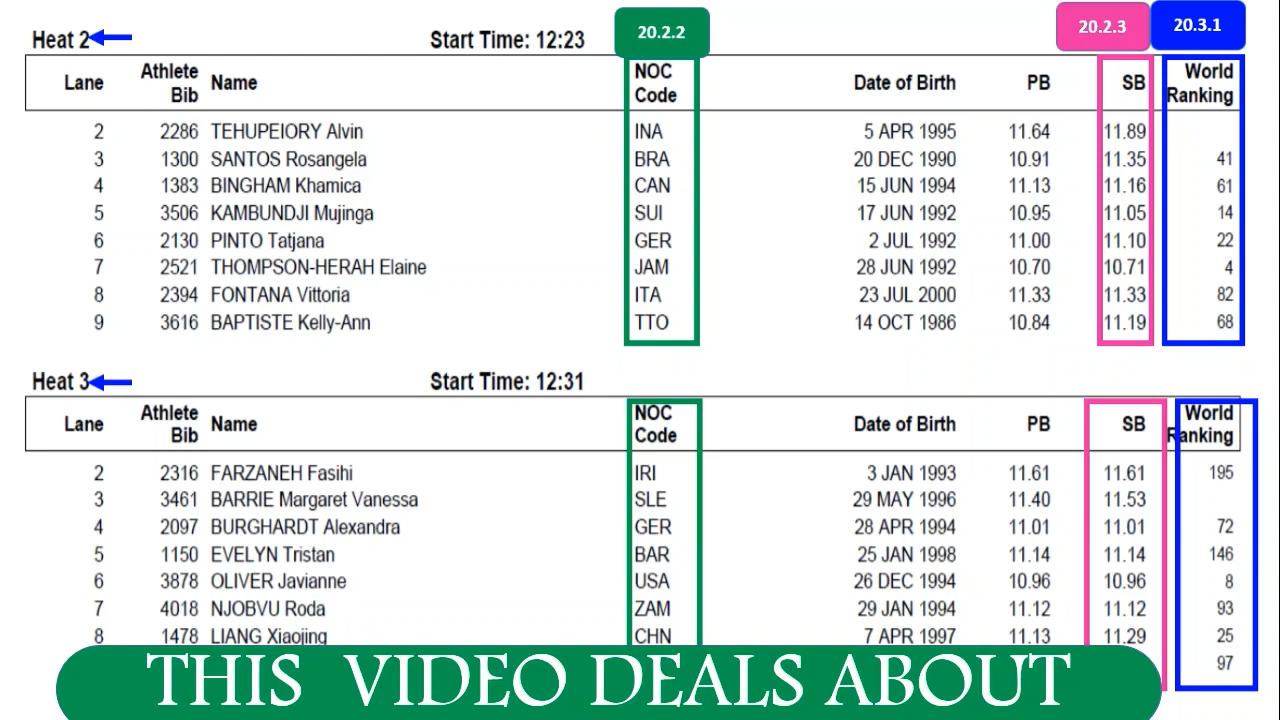 20.2.2 20.2.3 20.3.1
Heat 2 Start Time: 12:23
Lane Athlete Bib Name NOC Code Date of Birth PB SB World Ranking
2 2286 TEHUPEIORY Alvin INA 5 APR 1995 11.64 11.89
3 1300 SANTOS Rosangela BRA 20 DEC 1990 10.91 11.35 41
4 1383 BINGHAM Khamica CAN 15 JUN 1994 11.13 11.16 61
5 3506 KAMBUNDJI Mujinga SUI 17 JUN 1992 10.95 11.05 14
6 2130 PINTO Tatjana GER 2 JUL 1992 11.00 11.10 22
7 2521 THOMPSON-HERAH Elaine JAM 28 JUN 1992 10.70 10.71 4
8 2394 FONTANA Vittoria ITA 23 JUL 2000 11.33 11.33 82
9 3616 BAPTISTE Kelly-Ann TTO 14 OCT 1986 10.84 11.19 68
Heat 3 Start Time: 12:31
Lane Athlete Bib Name NOC Code Date of Birth PB SB World Ranking
2 2316 FARZANEH Fasihi IRI 3 JAN 1993 11.61 11.61 195
3 3461 BARRIE Margaret Vanessa SLE 29 MAY 1996 11.40 11.53
4 2097 BURGHARDT Alexandra GER 28 APR 1994 11.01 11.01 72
5 1150 EVELYN Tristan BAR 25 JAN 1998 11.14 11.14 146
6 3878 OLIVER Javianne USA 26 DEC 1994 10.96 10.96 8
7 4018 NJOBVU Roda ZAM 29 JAN 1994 11.12 11.12 93
8 1478 LIANG Xiaojing CHN 7 APR 1997 11.13 11.29 25
97
THIS VIDEO DEALS ABOUT